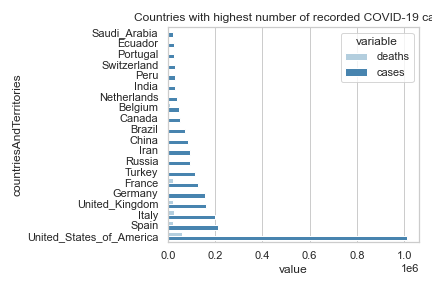 Countries with highest number of recorded COVID-19 ca
variable
deaths
cases
countriesAndTerritories
Saudi_Arabia
Ecuador
Portugal
Switzerland
Peru
India
Netherlands
Belgium
Canada
Brazil
China
Iran
Russia
Turkey
France
Germany
United_Kingdom
Italy
Spain
United_States_of_America
0.0 0.2 0.4 0.6 0.8 1.0
1e6
value